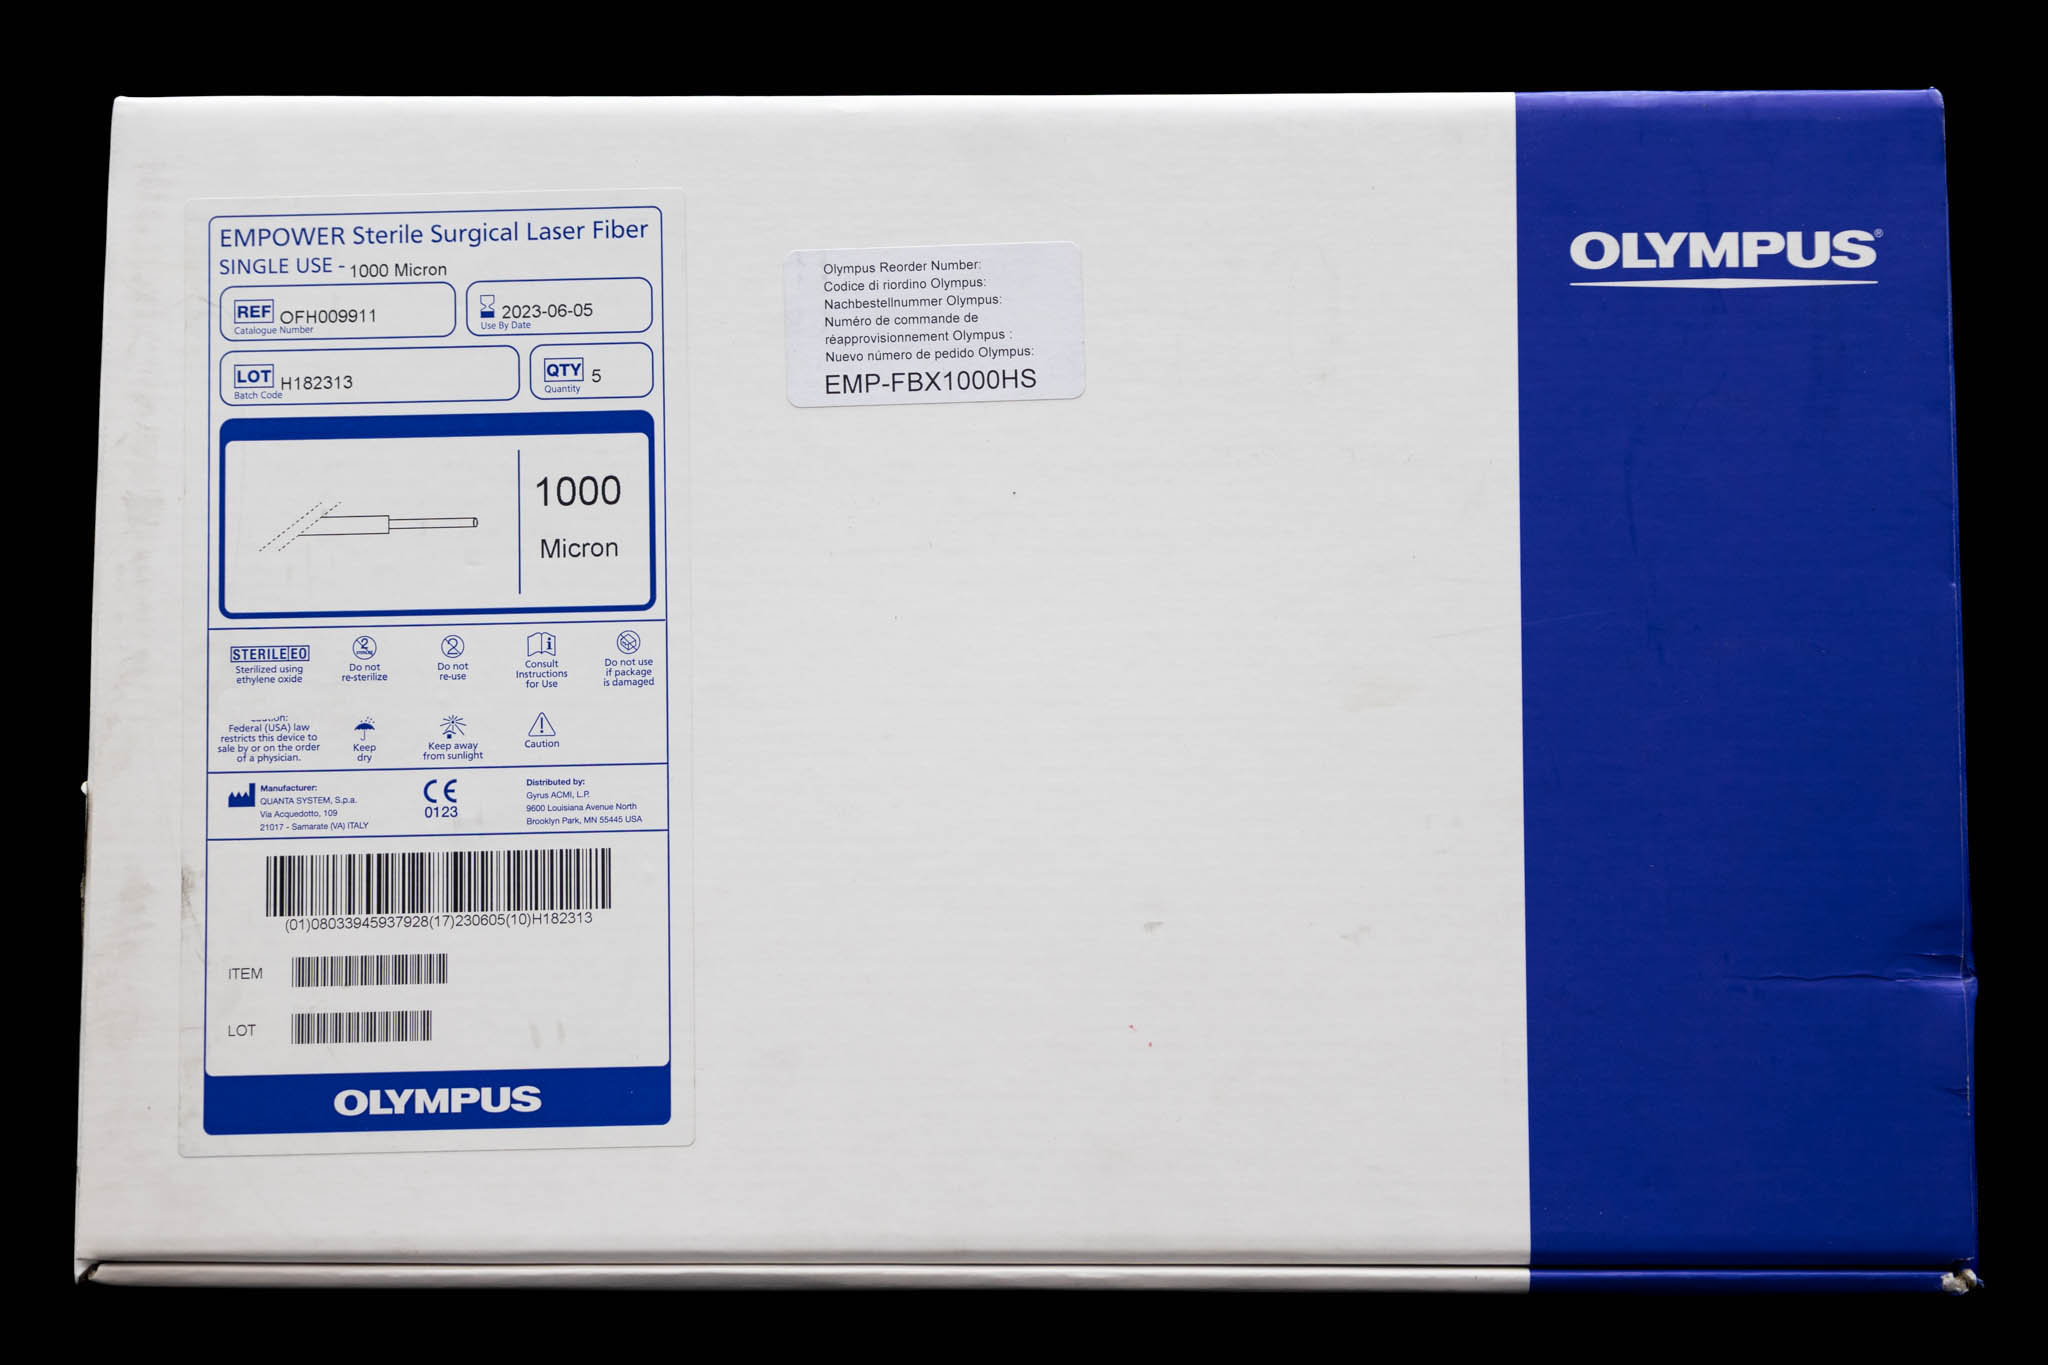 EMPOWER Sterile Surgical Laser Fiber
SINGLE USE - 1000 Micron
REF OFH009911
Catalogue Number
2023-06-05
Use By Date
LOT H182313
Batch Code
QTY 5
Quantity
1000
Micron
STERILE EO
Sterilized using
ethylene oxide
2
STERILIZE
Do not
re-sterilize
2
Do not
re-use
i
Consult
Instructions
for Use
Do not use
if package
is damaged
Federal (USA) law
restricts this device to
sale by or on the order
of a physician.
Keep
dry
Keep away
from sunlight
!
Caution
Manufacturer:
QUANTA SYSTEM, S.p.a.
Via Acquedotto, 109
21017 - Samarate (VA) ITALY
CE
0123
Distributed by:
Gyrus ACMI, L.P.
9600 Louisiana Avenue North
Brooklyn Park, MN 55445 USA
(01)08033945937928(17)230605(10)H182313
ITEM
LOT
OLYMPUS
Olympus Reorder Number:
Codice di riordino Olympus:
Nachbestellnummer Olympus:
Numéro de commande de
réapprovisionnement Olympus :
Nuevo número de pedido Olympus:
EMP-FBX1000HS
OLYMPUS®